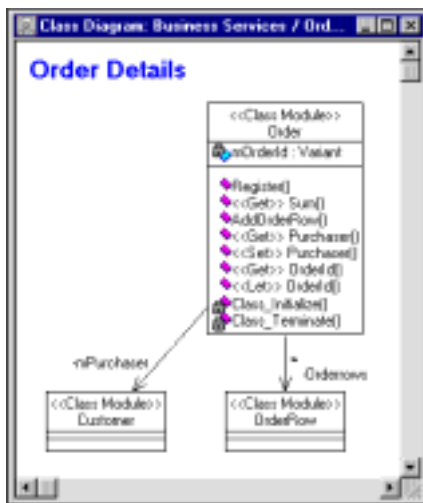 Class Diagram: Business Services / Ord...
Order Details
<<Class Module>>
Order
mOrderId : Variant
Register()
<<Get>> Sum()
AddOrderRow()
<<Get>> Purchaser()
<<Set>> Purchaser()
<<Get>> OrderId()
<<Let>> OrderId()
Class_Initialize()
Class_Terminate()
-mPurchaser
*
-Orderrows
<<Class Module>>
Customer
<<Class Module>>
OrderRow